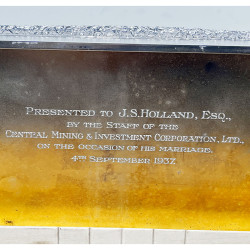 Presented to J.S.Holland, Esq.,
by the Staff of the
Central Mining & Investment Corporation, Ltd.,
on the occasion of his Marriage.
4th September 1937